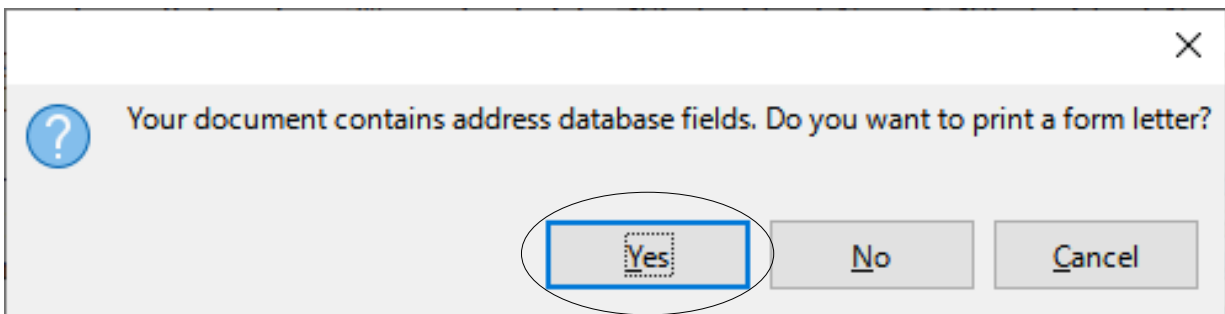 Your document contains address database fields. Do you want to print a form letter?
Yes
No
Cancel